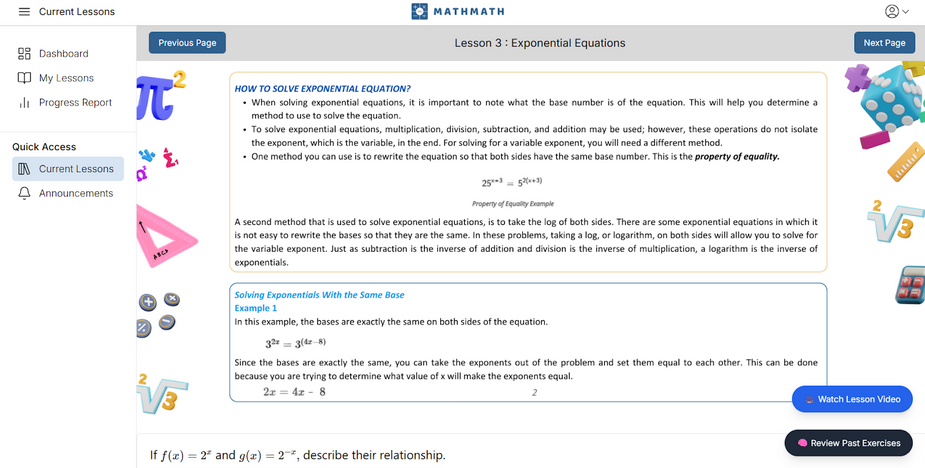 Current Lessons
MATHMATH
Dashboard
My Lessons
Progress Report
Quick Access
Current Lessons
Announcements
Previous Page
Lesson 3 : Exponential Equations
Next Page
HOW TO SOLVE EXPONENTIAL EQUATION?
• When solving exponential equations, it is important to note what the base number is of the equation. This will help you determine a
method to use to solve the equation.
• To solve exponential equations, multiplication, division, subtraction, and addition may be used; however, these operations do not isolate
the exponent, which is the variable, in the end. For solving for a variable exponent, you will need a different method.
• One method you can use is to rewrite the equation so that both sides have the same base number. This is the property of equality.
25^{x+3} = 5^{2(x+3)}
Property of Equality Example
A second method that is used to solve exponential equations, is to take the log of both sides. There are some exponential equations in which it
is not easy to rewrite the bases so that they are the same. In these problems, taking a log, or logarithm, on both sides will allow you to solve for
the variable exponent. Just as subtraction is the inverse of addition and division is the inverse of multiplication, a logarithm is the inverse of
exponentials.
Solving Exponentials With the Same Base
Example 1
In this example, the bases are exactly the same on both sides of the equation.
3^{2x} = 3^{(4x−8)}
Since the bases are exactly the same, you can take the exponents out of the problem and set them equal to each other. This can be done
because you are trying to determine what value of x will make the exponents equal.
2x = 4x − 8
2
π²
ABC
2√3
2√3
Watch Lesson Video
Review Past Exercises
If f(x) = 2^x and g(x) = 2^{−x}, describe their relationship.